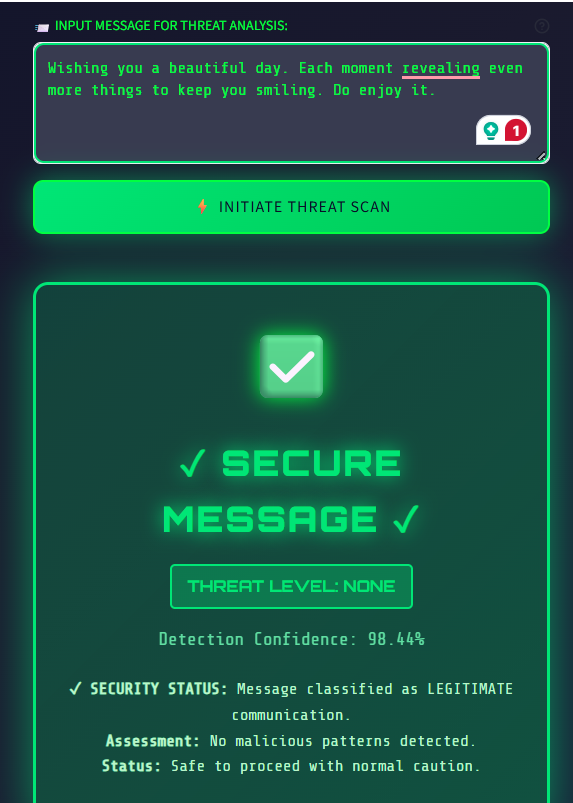 INPUT MESSAGE FOR THREAT ANALYSIS:
Wishing you a beautiful day. Each moment revealing even
more things to keep you smiling. Do enjoy it.
1
INITIATE THREAT SCAN
✓ SECURE
MESSAGE ✓
THREAT LEVEL: NONE
Detection Confidence: 98.44%
✓ SECURITY STATUS: Message classified as LEGITIMATE
communication.
Assessment: No malicious patterns detected.
Status: Safe to proceed with normal caution.